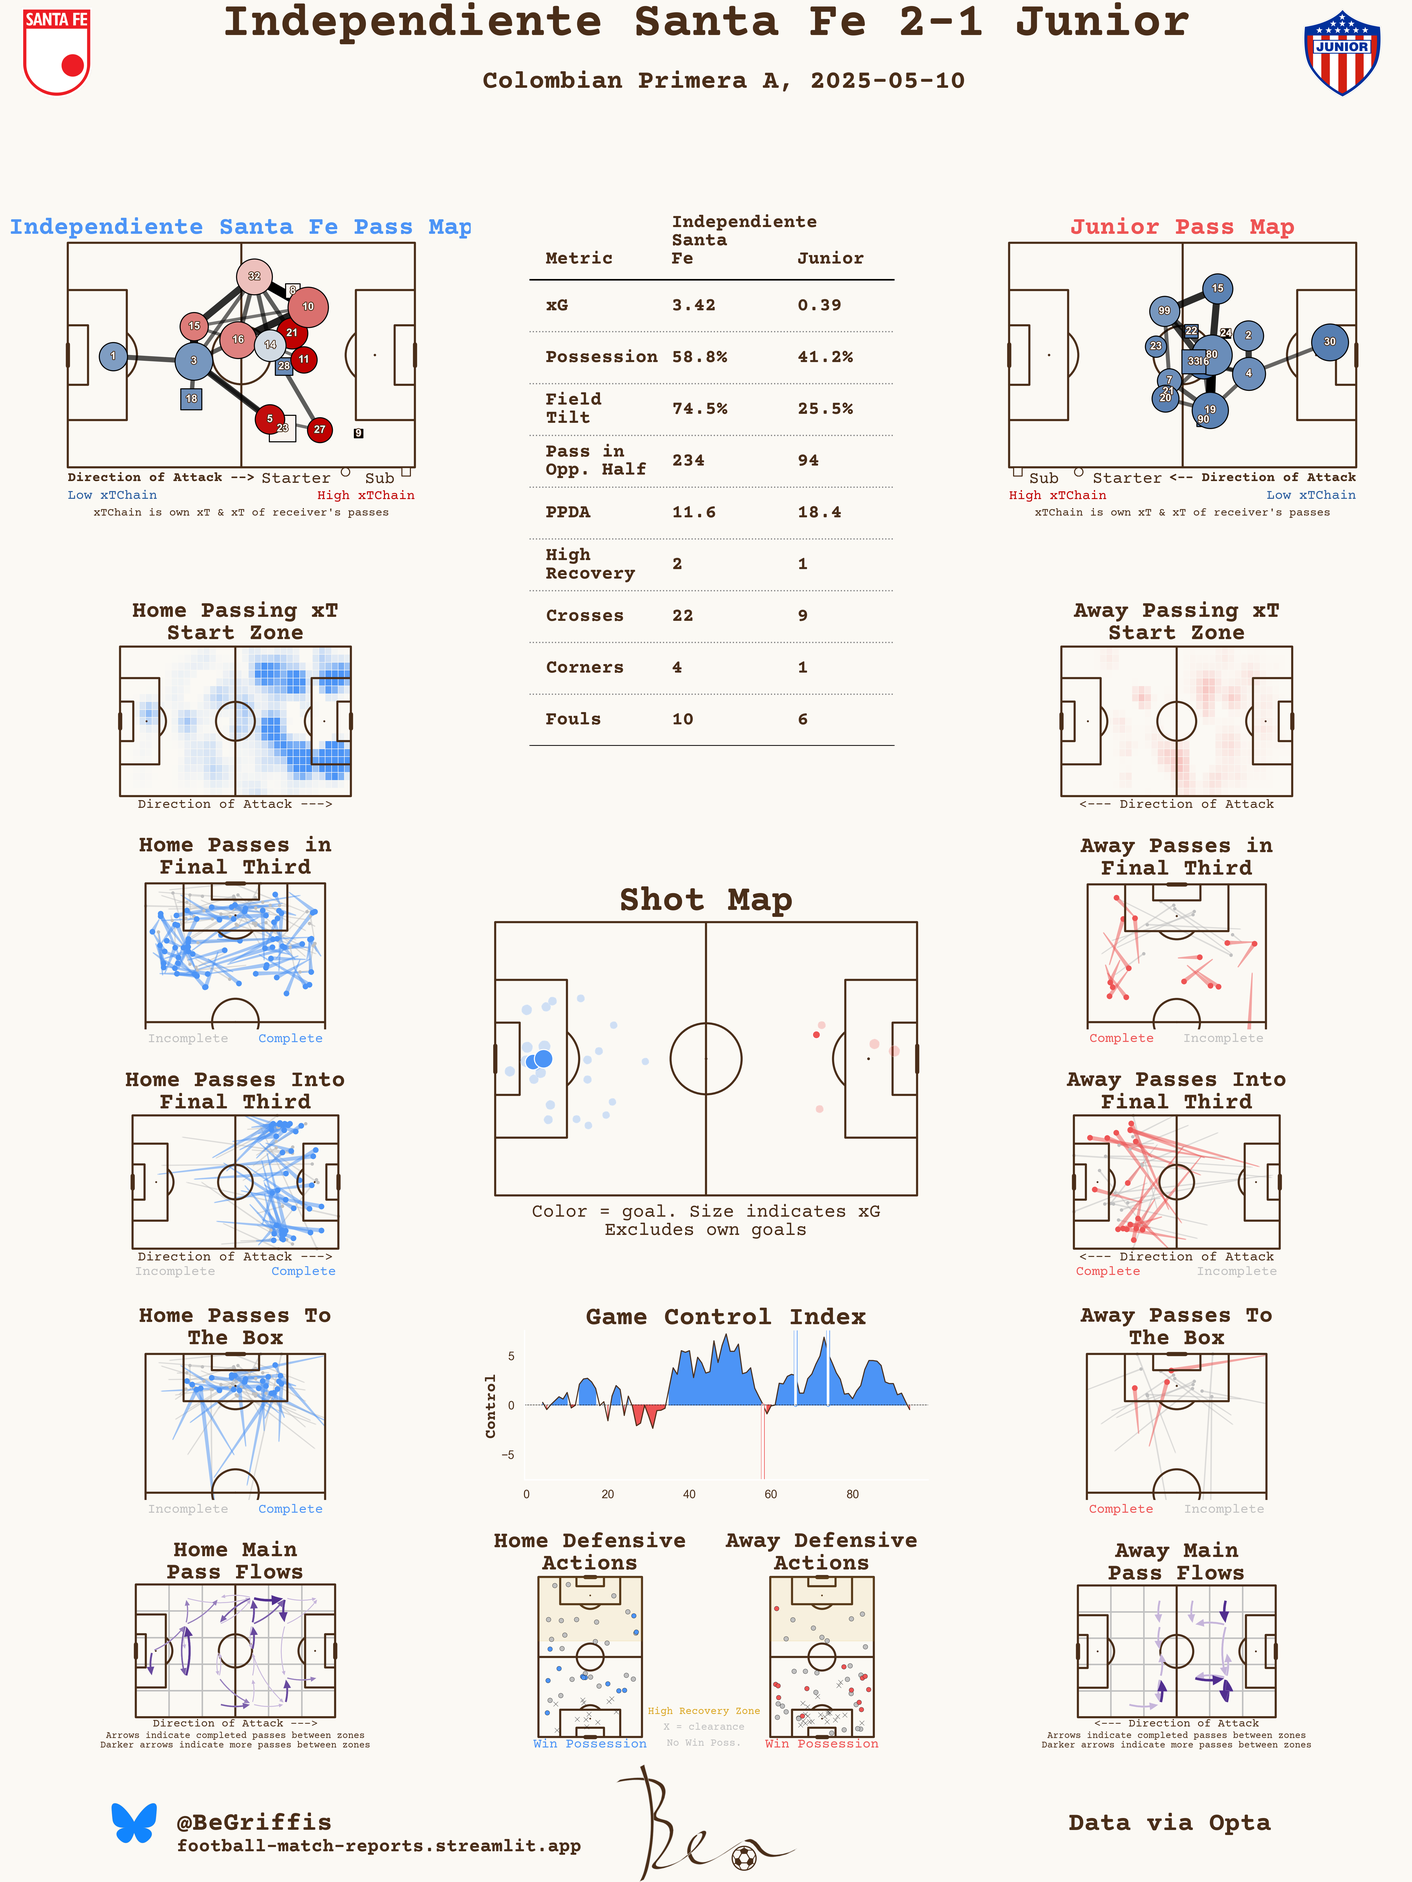 Independiente Santa Fe 2-1 Junior
Colombian Primera A, 2025-05-10
SANTA FE
JUNIOR
Independiente Santa Fe Pass Map
32
8
10
15
16
21
14
11
1
3
28
18
5
23
27
9
Direction of Attack --> Starter Sub
Low xTChain High xTChain
xTChain is own xT & xT of receiver's passes
Metric Independiente Santa Fe Junior
xG 3.42 0.39
Possession 58.8% 41.2%
Field Tilt 74.5% 25.5%
Pass in Opp. Half 234 94
PPDA 11.6 18.4
High Recovery 2 1
Crosses 22 9
Corners 4 1
Fouls 10 6
Junior Pass Map
15
99
22
24
2
23
80
30
33
7
4
21
20
19
90
Sub Starter <-- Direction of Attack
High xTChain Low xTChain
xTChain is own xT & xT of receiver's passes
Home Passing xT
Start Zone
Direction of Attack --->
Away Passing xT
Start Zone
<--- Direction of Attack
Home Passes in
Final Third
Incomplete Complete
Away Passes in
Final Third
Complete Incomplete
Shot Map
Color = goal. Size indicates xG
Excludes own goals
Home Passes Into
Final Third
Direction of Attack --->
Incomplete Complete
Away Passes Into
Final Third
<--- Direction of Attack
Complete Incomplete
Home Passes To
The Box
Incomplete Complete
Game Control Index
Control
5
0
−5
0 20 40 60 80
Away Passes To
The Box
Complete Incomplete
Home Main
Pass Flows
Direction of Attack --->
Arrows indicate completed passes between zones
Darker arrows indicate more passes between zones
Home Defensive
Actions
Win Possession
High Recovery Zone
X = clearance
No Win Poss.
Away Defensive
Actions
Win Possession
Away Main
Pass Flows
<--- Direction of Attack
Arrows indicate completed passes between zones
Darker arrows indicate more passes between zones
@BeGriffis
football-match-reports.streamlit.app
Ben
Data via Opta